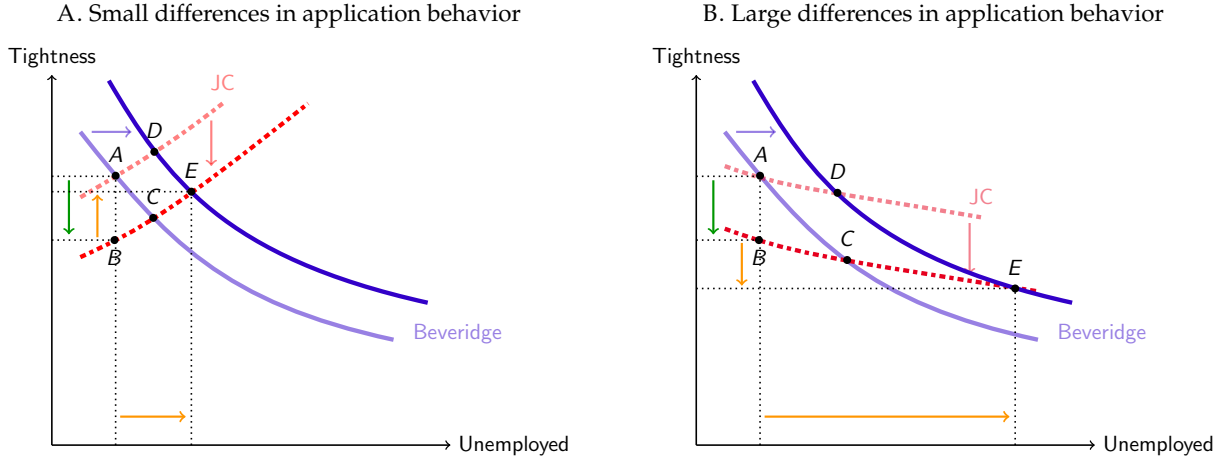 A. Small differences in application behavior
Tightness
JC
D
A
E
C
B
Beveridge
Unemployed
B. Large differences in application behavior
Tightness
A
D
JC
B
C
E
Beveridge
Unemployed